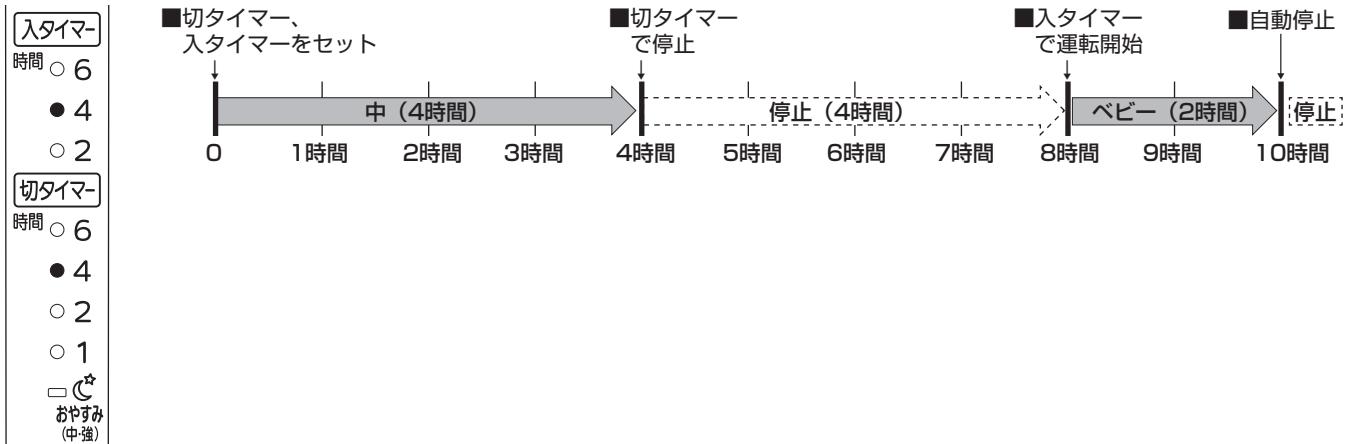 入タイマー
時間
6
4
2
切タイマー
時間
6
4
2
1
おやすみ
(中・強)
■切タイマー、
入タイマーをセット
■切タイマー
で停止
■入タイマー
で運転開始
■自動停止
中（4時間）
停止（4時間）
ベビー（2時間）
停止
0 1時間 2時間 3時間 4時間 5時間 6時間 7時間 8時間 9時間 10時間